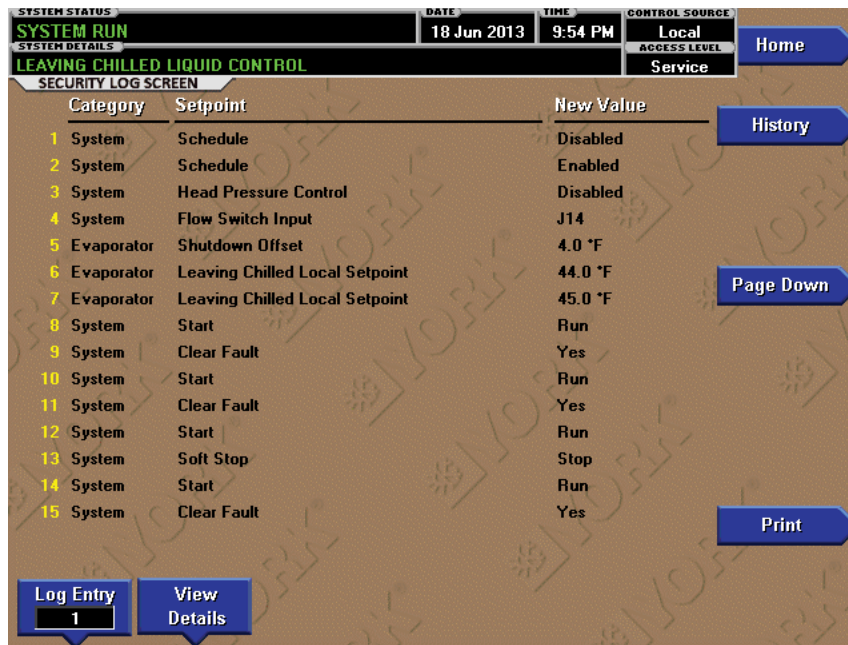 SYSTEM STATUS
SYSTEM RUN
DATE
18 Jun 2013
TIME
9:54 PM
CONTROL SOURCE
Local
SYSTEM DETAILS
LEAVING CHILLED LIQUID CONTROL
ACCESS LEVEL
Service
Home
SECURITY LOG SCREEN
Category Setpoint New Value
History
1 System Schedule Disabled
2 System Schedule Enabled
3 System Head Pressure Control Disabled
4 System Flow Switch Input J14
5 Evaporator Shutdown Offset 4.0 °F
6 Evaporator Leaving Chilled Local Setpoint 44.0 °F
7 Evaporator Leaving Chilled Local Setpoint 45.0 °F
Page Down
8 System Start Run
9 System Clear Fault Yes
10 System Start Run
11 System Clear Fault Yes
12 System Start Run
13 System Soft Stop Stop
14 System Start Run
15 System Clear Fault Yes
Print
Log Entry
1
View
Details
YORK®